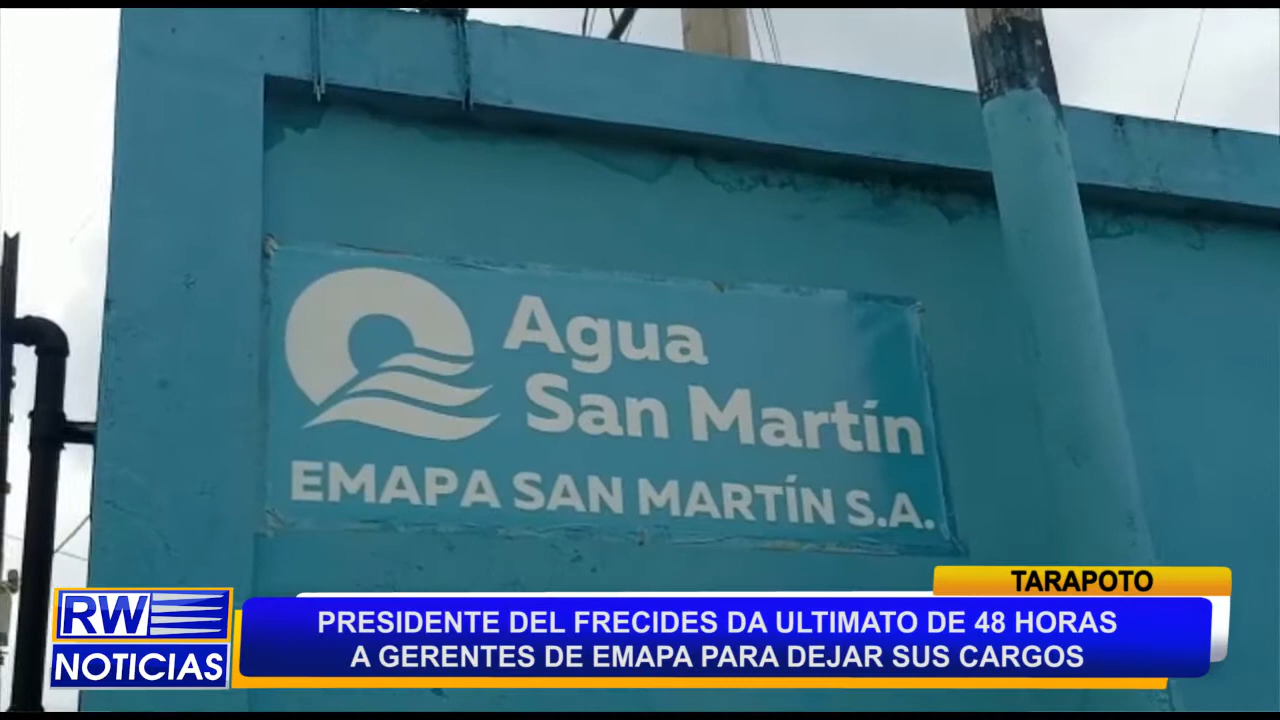 Agua
San Martín
EMAPA SAN MARTÍN S.A.
TARAPOTO
RW
NOTICIAS
PRESIDENTE DEL FRECIDES DA ULTIMATO DE 48 HORAS
A GERENTES DE EMAPA PARA DEJAR SUS CARGOS